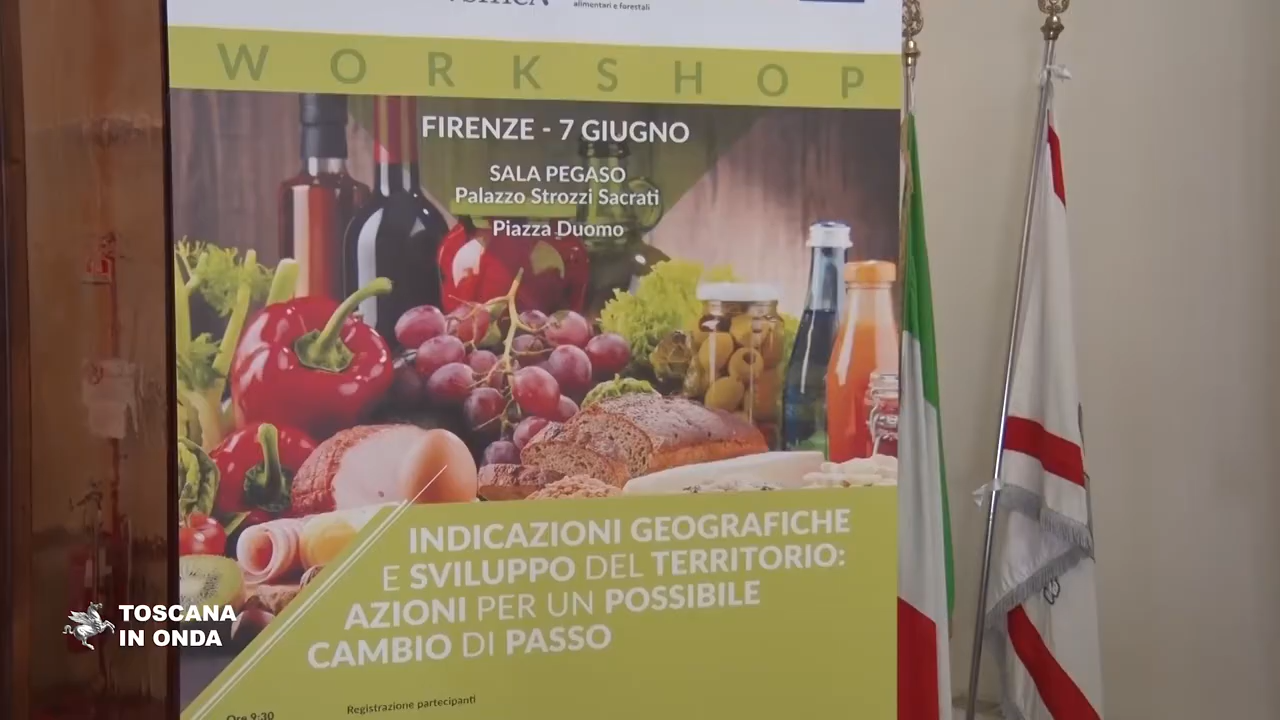 alimentari e forestali
WORKSHOP
FIRENZE - 7 GIUGNO
SALA PEGASO
Palazzo Strozzi Sacrati
Piazza Duomo
INDICAZIONI GEOGRAFICHE
E SVILUPPO DEL TERRITORIO:
AZIONI PER UN POSSIBILE
CAMBIO DI PASSO
TOSCANA
IN ONDA
Registrazione partecipanti
Ore 9:30